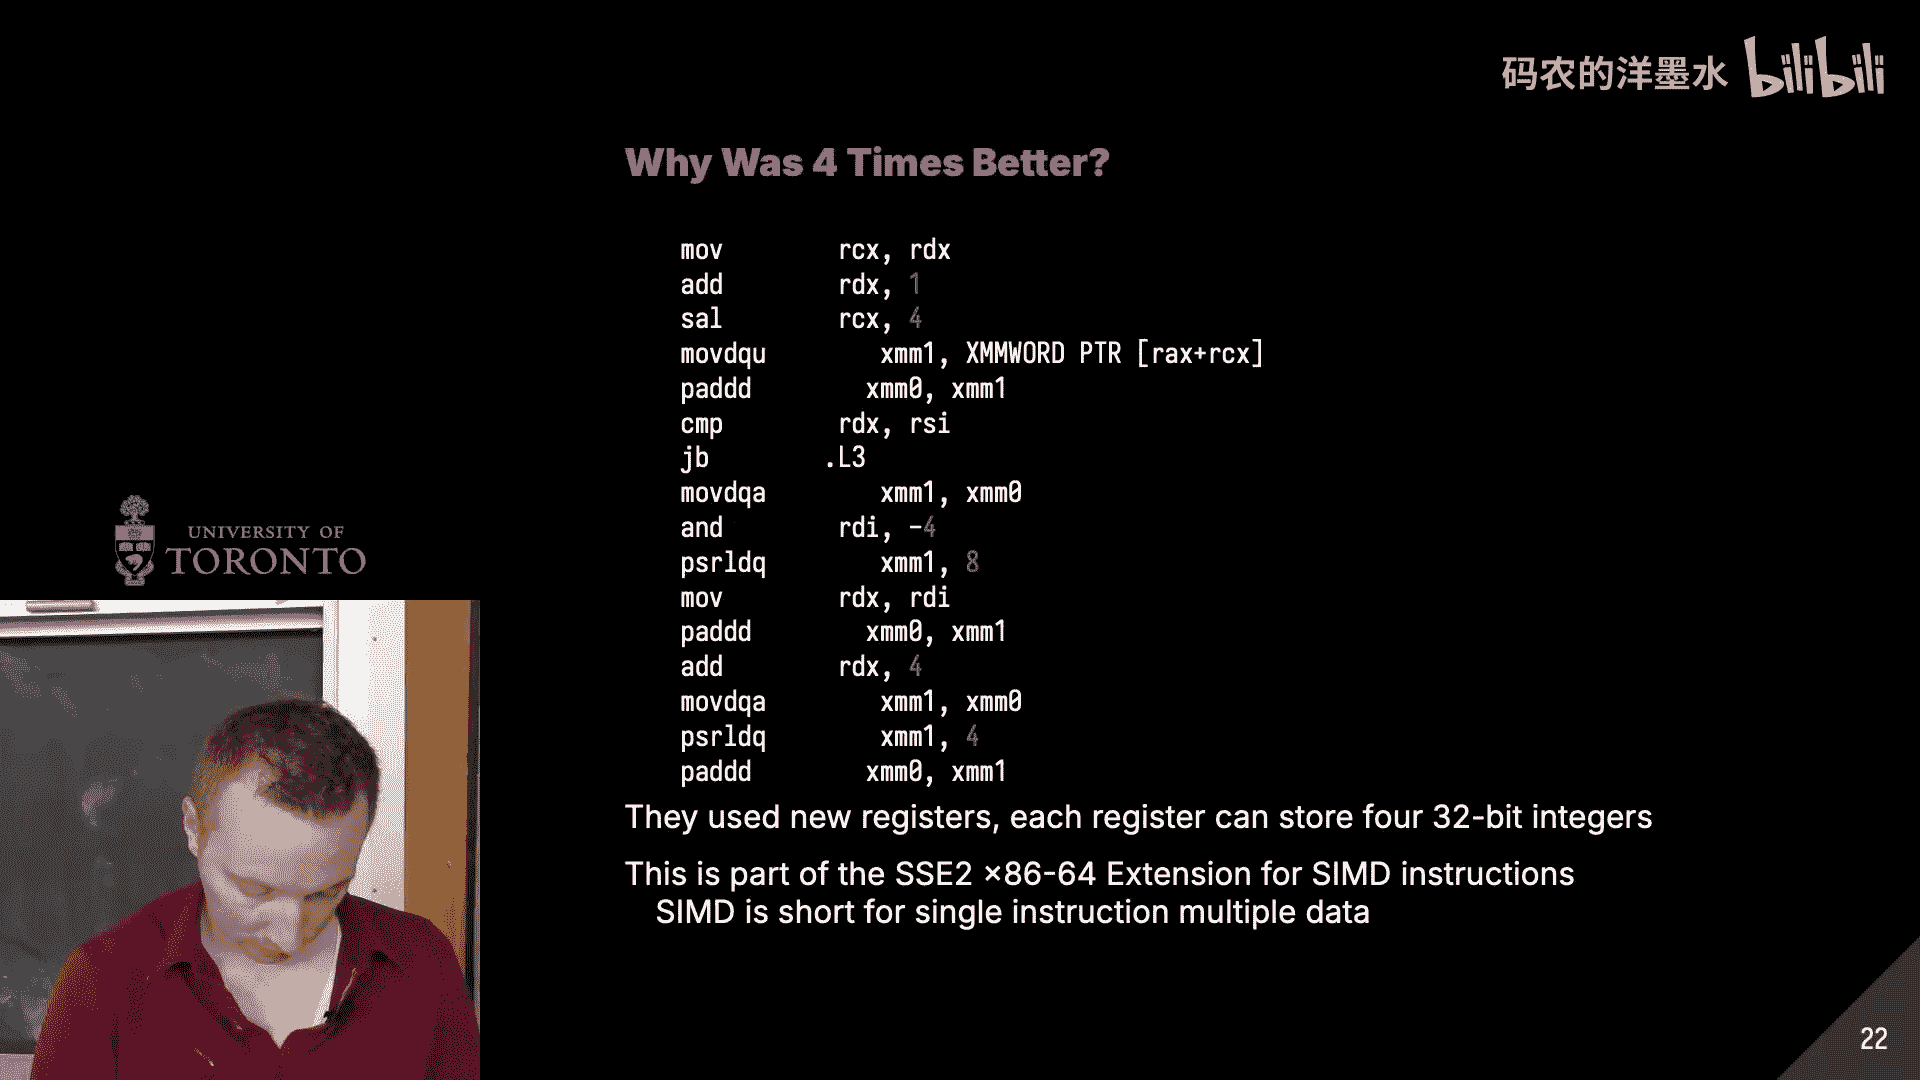 码农的洋墨水 bilibili
Why Was 4 Times Better?
mov rcx, rdx
add rdx, 1
sal rcx, 4
movdqu xmm1, XMMWORD PTR [rax+rcx]
paddd xmm0, xmm1
cmp rdx, rsi
jb .L3
movdqa xmm1, xmm0
and rdi, -4
psrldq xmm1, 8
mov rdx, rdi
paddd xmm0, xmm1
add rdx, 4
movdqa xmm1, xmm0
psrldq xmm1, 4
paddd xmm0, xmm1
They used new registers, each register can store four 32-bit integers
This is part of the SSE2 ×86-64 Extension for SIMD instructions
SIMD is short for single instruction multiple data
UNIVERSITY OF
TORONTO
22